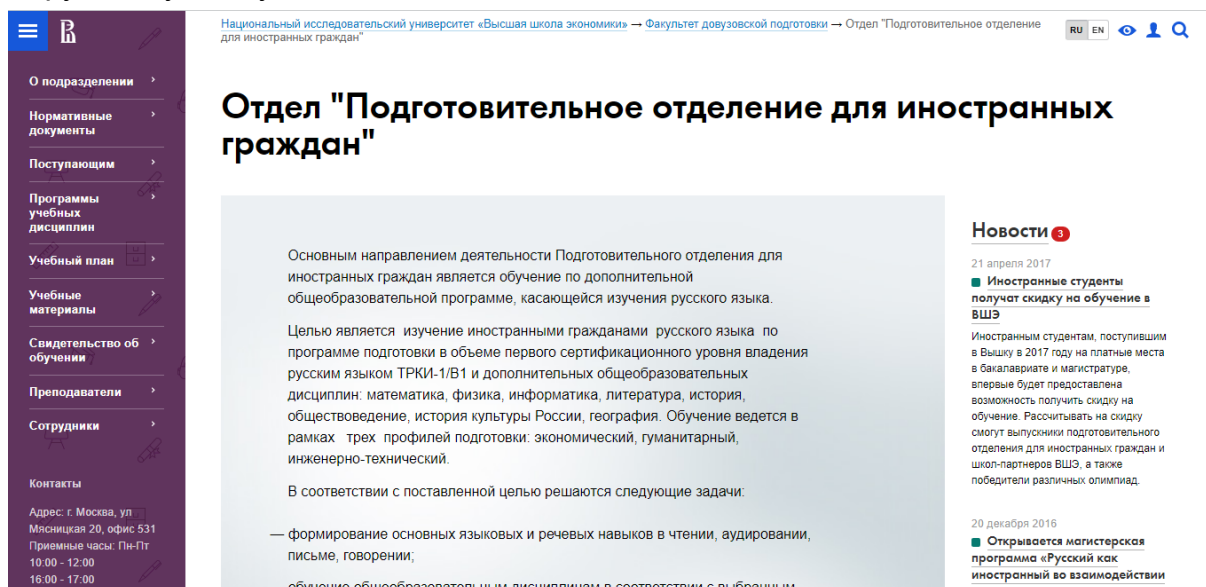 Национальный исследовательский университет «Высшая школа экономики» → Факультет довузовской подготовки → Отдел "Подготовительное отделение
для иностранных граждан"
RU EN
О подразделении
Нормативные
документы
Поступающим
Программы
учебных
дисциплин
Учебный план
Учебные
материалы
Свидетельство об
обучении
Преподаватели
Сотрудники
Контакты
Адрес: г. Москва, ул
Мясницкая 20, офис 531
Приемные часы: Пн-Пт
10:00 - 12:00
16:00 - 17:00
Отдел "Подготовительное отделение для иностранных
граждан"
Основным направлением деятельности Подготовительного отделения для
иностранных граждан является обучение по дополнительной
общеобразовательной программе, касающейся изучения русского языка.
Целью является изучение иностранными гражданами русского языка по
программе подготовки в объеме первого сертификационного уровня владения
русским языком ТРКИ-1/В1 и дополнительных общеобразовательных
дисциплин: математика, физика, информатика, литература, история,
обществоведение, история культуры России, география. Обучение ведется в
рамках трех профилей подготовки: экономический, гуманитарный,
инженерно-технический.
В соответствии с поставленной целью решаются следующие задачи:
— формирование основных языковых и речевых навыков в чтении, аудировании,
письме, говорении;
обучение общеобразовательным дисциплинам в соответствии с выбранным
Новости 3
21 апреля 2017
Иностранные студенты
получат скидку на обучение в
ВШЭ
Иностранным студентам, поступившим
в Вышку в 2017 году на платные места
в бакалавриате и магистратуре,
впервые будет предоставлена
возможность получить скидку на
обучение. Рассчитывать на скидку
смогут выпускники подготовительного
отделения для иностранных граждан и
школ-партнеров ВШЭ, а также
победители различных олимпиад.
20 декабря 2016
Открывается магистерская
программа «Русский как
иностранный во взаимодействии